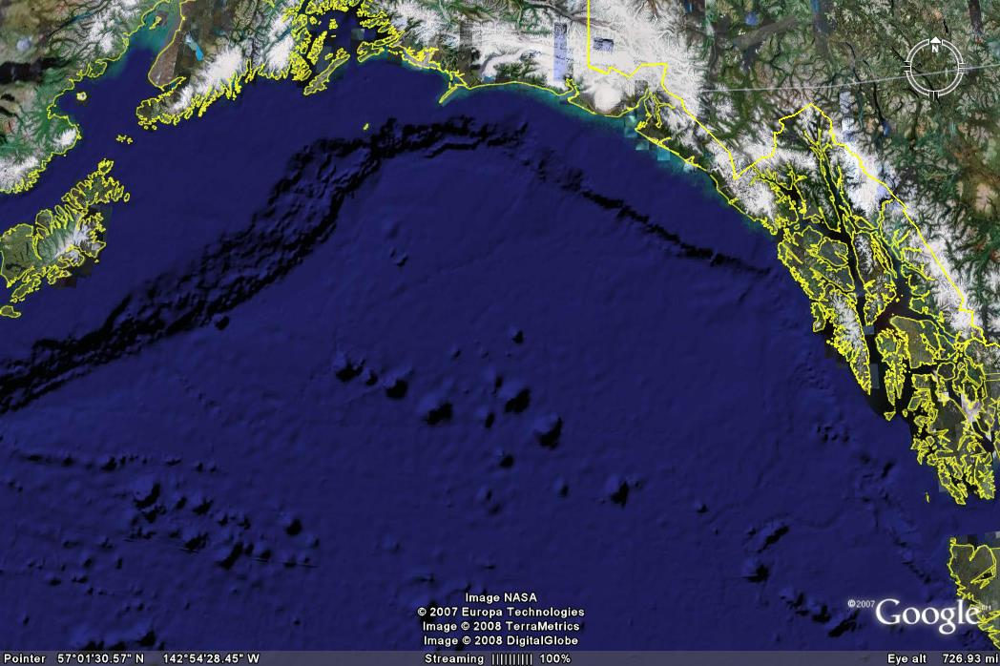 Image NASA
© 2007 Europa Technologies
Image © 2008 TerraMetrics
Image © 2008 DigitalGlobe
©2007 Google™
Pointer 57°01'30.57" N 142°54'28.45" W Streaming |||||||||| 100% Eye alt 726.93 mi